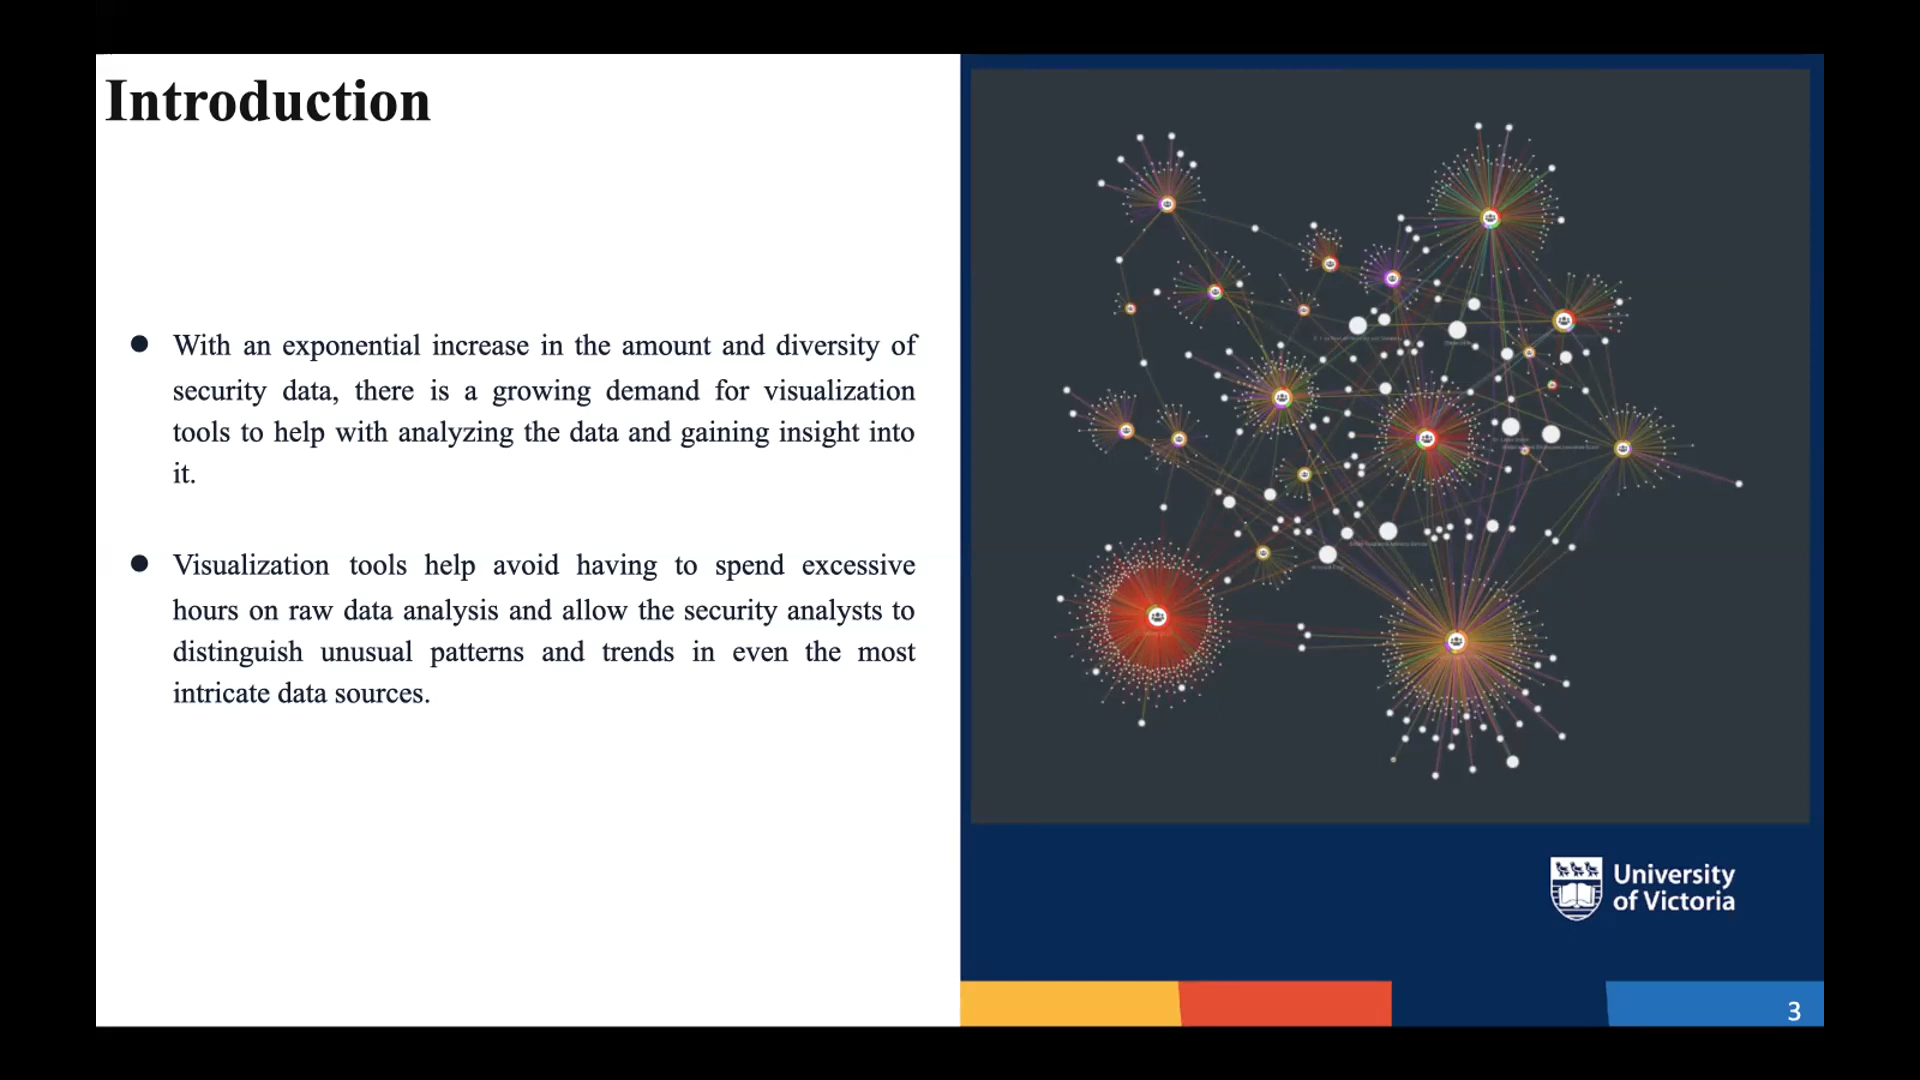 Introduction
● With an exponential increase in the amount and diversity of
security data, there is a growing demand for visualization
tools to help with analyzing the data and gaining insight into
it.
● Visualization tools help avoid having to spend excessive
hours on raw data analysis and allow the security analysts to
distinguish unusual patterns and trends in even the most
intricate data sources.
University
of Victoria
3